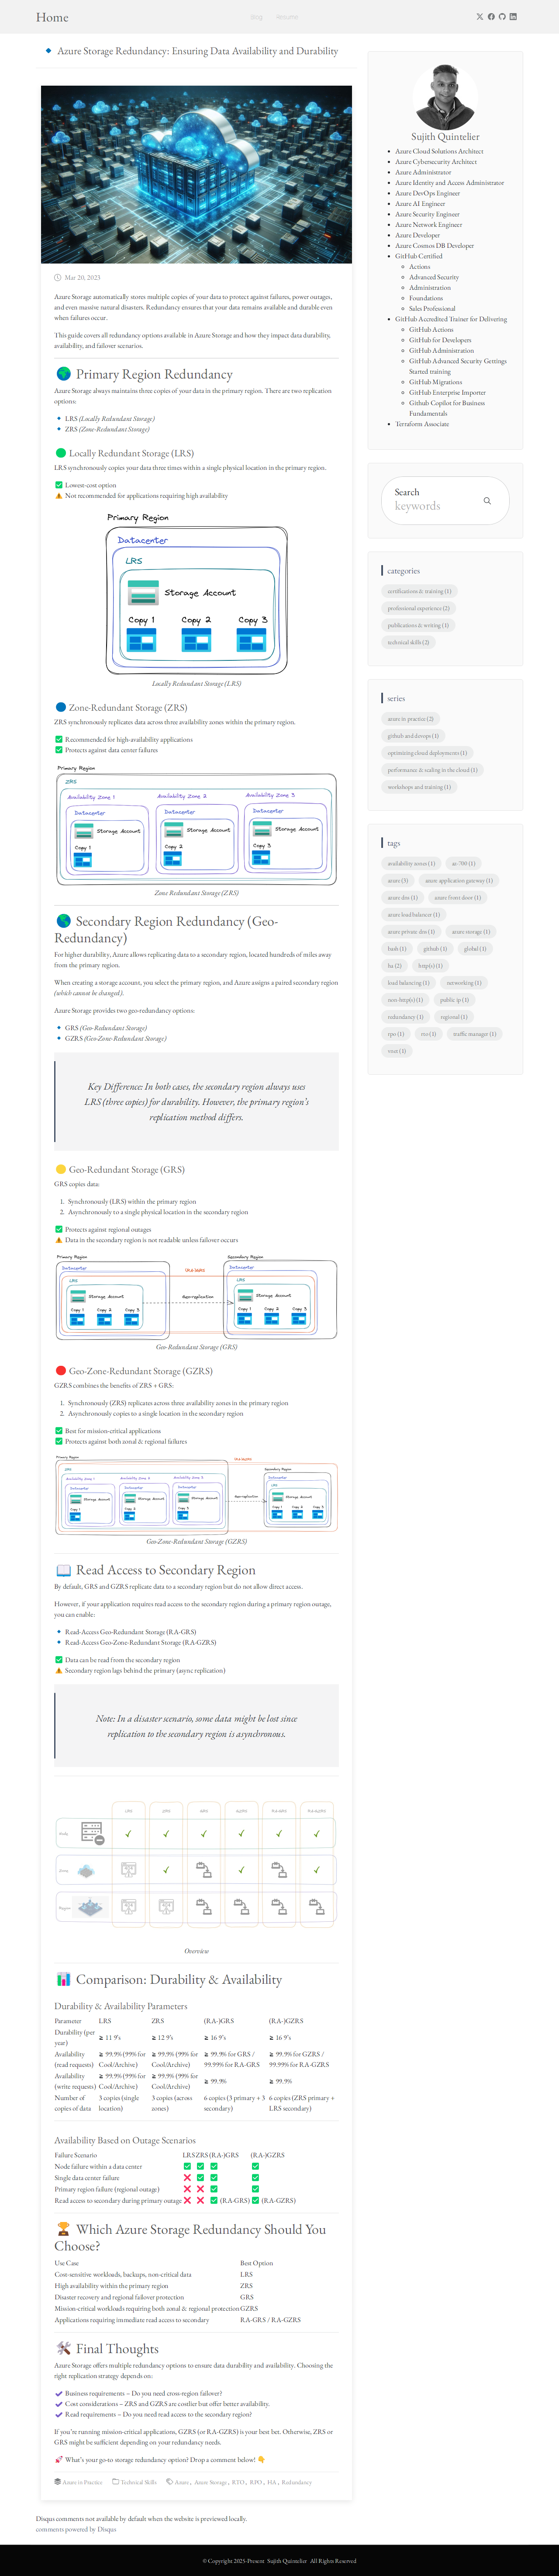 Home
Blog Resume
🔹 Azure Storage Redundancy: Ensuring Data Availability and Durability
Mar 20, 2023
Azure Storage automatically stores multiple copies of your data to protect against failures, power outages,
and even massive natural disasters. Redundancy ensures that your data remains available and durable even
when failures occur.
This guide covers all redundancy options available in Azure Storage and how they impact data durability,
availability, and failover scenarios.
🌎 Primary Region Redundancy
Azure Storage always maintains three copies of your data in the primary region. There are two replication
options:
🔹 LRS (Locally Redundant Storage)
🔹 ZRS (Zone-Redundant Storage)
🟢 Locally Redundant Storage (LRS)
LRS synchronously copies your data three times within a single physical location in the primary region.
✅ Lowest-cost option
⚠️ Not recommended for applications requiring high availability
Primary Region
Datacenter
LRS
Storage Account
Copy 1 Copy 2 Copy 3
Locally Redundant Storage (LRS)
🔵 Zone-Redundant Storage (ZRS)
ZRS synchronously replicates data across three availability zones within the primary region.
✅ Recommended for high-availability applications
✅ Protects against data center failures
Primary Region
ZRS
Availability Zone 1 Availability Zone 2 Availability Zone 3
Datacenter Datacenter Datacenter
Storage Account Storage Account Storage Account
Copy 1 Copy 2 Copy 3
Zone Redundant Storage (ZRS)
🌎 Secondary Region Redundancy (Geo-
Redundancy)
For higher durability, Azure allows replicating data to a secondary region, located hundreds of miles away
from the primary region.
When creating a storage account, you select the primary region, and Azure assigns a paired secondary region
(which cannot be changed).
Azure Storage provides two geo-redundancy options:
🔹 GRS (Geo-Redundant Storage)
🔹 GZRS (Geo-Zone-Redundant Storage)
Key Difference: In both cases, the secondary region always uses
LRS (three copies) for durability. However, the primary region's
replication method differs.
🟡 Geo-Redundant Storage (GRS)
GRS copies data:
1. Synchronously (LRS) within the primary region
2. Asynchronously to a single physical location in the secondary region
✅ Protects against regional outages
⚠️ Data in the secondary region is not readable unless failover occurs
Primary Region Secondary Region
Datacenter Datacenter
LRS LRS
Storage Account Geo-replication Storage Account
Copy 1 Copy 2 Copy 3 Copy 1 Copy 2 Copy 3
Geo-Redundant Storage (GRS)
🔴 Geo-Zone-Redundant Storage (GZRS)
GZRS combines the benefits of ZRS + GRS:
1. Synchronously (ZRS) replicates across three availability zones in the primary region
2. Asynchronously copies to a single location in the secondary region
✅ Best for mission-critical applications
✅ Protects against both zonal & regional failures
Primary Region
Secondary Region
ZRS
Availability Zone 1 Availability Zone 2 Availability Zone 3
Datacenter Datacenter Datacenter Datacenter
LRS
Storage Account Storage Account Storage Account Geo-replication Storage Account
Copy 1 Copy 2 Copy 3 Copy 1 Copy 2 Copy 3
Geo-Zone-Redundant Storage (GZRS)
📖 Read Access to Secondary Region
By default, GRS and GZRS replicate data to a secondary region but do not allow direct access.
However, if your application requires read access to the secondary region during a primary region outage,
you can enable:
🔹 Read-Access Geo-Redundant Storage (RA-GRS)
🔹 Read-Access Geo-Zone-Redundant Storage (RA-GZRS)
✅ Data can be read from the secondary region
⚠️ Secondary region lags behind the primary (async replication)
Note: In a disaster scenario, some data might be lost since
replication to the secondary region is asynchronous.
LRS ZRS GRS GZRS RA-GRS RA-GZRS
Zone
Region
Overview
📊 Comparison: Durability & Availability
Durability & Availability Parameters
Parameter LRS ZRS (RA-)GRS (RA-)GZRS
Durability (per year) ≥ 11 9's ≥ 12 9's ≥ 16 9's ≥ 16 9's
Availability (read requests) ≥ 99.9% (99% for Cool/Archive) ≥ 99.9% (99% for Cool/Archive) ≥ 99.9% for GRS / 99.99% for RA-GRS ≥ 99.9% for GZRS / 99.99% for RA-GZRS
Availability (write requests) ≥ 99.9% (99% for Cool/Archive) ≥ 99.9% (99% for Cool/Archive) ≥ 99.9% ≥ 99.9%
Number of copies of data 3 copies (single location) 3 copies (across zones) 6 copies (3 primary + 3 secondary) 6 copies (ZRS primary + LRS secondary)
Availability Based on Outage Scenarios
Failure Scenario LRS ZRS (RA-)GRS (RA-)GZRS
Node failure within a data center ✅ ✅ ✅ ✅
Single data center failure ❌ ✅ ✅ ✅
Primary region failure (regional outage) ❌ ❌ ✅ ✅
Read access to secondary during primary outage ❌ ❌ ✅ (RA-GRS) ✅ (RA-GZRS)
🏆 Which Azure Storage Redundancy Should You
Choose?
Use Case Best Option
Cost-sensitive workloads, backups, non-critical data LRS
High availability within the primary region ZRS
Disaster recovery and regional failover protection GRS
Mission-critical workloads requiring both zonal & regional protection GZRS
Applications requiring immediate read access to secondary RA-GRS / RA-GZRS
🛠️ Final Thoughts
Azure Storage offers multiple redundancy options to ensure data durability and availability. Choosing the
right replication strategy depends on:
✔️ Business requirements – Do you need cross-region failover?
✔️ Cost considerations – ZRS and GZRS are costlier but offer better availability.
✔️ Read requirements – Do you need read access to the secondary region?
If you're running mission-critical applications, GZRS (or RA-GZRS) is your best bet. Otherwise, ZRS or
GRS might be sufficient depending on your redundancy needs.
🚀 What's your go-to storage redundancy option? Drop a comment below! 👇
Azure in Practice Technical Skills Azure, Azure Storage, RTO, RPO, HA, Redundancy
Disqus comments not available by default when the website is previewed locally.
comments powered by Disqus
Sujith Quintelier
Azure Cloud Solutions Architect
Azure Cybersecurity Architect
Azure Administrator
Azure Identity and Access Administrator
Azure DevOps Engineer
Azure AI Engineer
Azure Security Engineer
Azure Network Engineer
Azure Developer
Azure Cosmos DB Developer
GitHub Certified
Actions
Advanced Security
Administration
Foundations
Sales Professional
GitHub Accredited Trainer for Delivering
GitHub Actions
GitHub for Developers
GitHub Administration
GitHub Advanced Security Gettings
Started training
GitHub Migrations
GitHub Enterprise Importer
Github Copilot for Business
Fundamentals
Terraform Associate
Search
keywords
categories
certifications & training (1)
professional experience (2)
publications & writing (3)
technical skills (2)
series
azure in practice (2)
github and devops (1)
optimizing cloud deployments (1)
performance & scaling in the cloud (1)
workshops and training (1)
tags
availability zones (1) az-700 (1)
azure (3) azure application gateway (1)
azure dns (1) azure front door (1)
azure load balancer (1)
azure private dns (1) azure storage (1)
bash (1) github (1) global (1)
ha (2) http(s) (1)
load balancing (1) networking (1)
non-http(s) (1) public ip (1)
redundancy (1) regional (1)
rpo (1) rto (1) traffic manager (1)
vnet (1)
© Copyright 2025-Present Sujith Quintelier All Rights Reserved